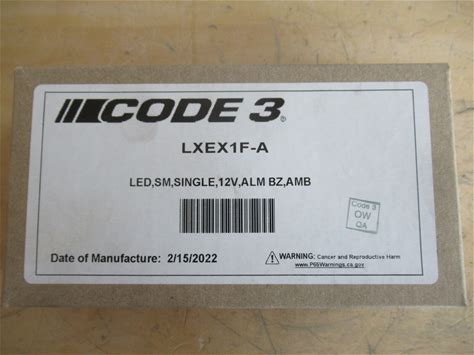 CODE 3®
LXEX1F-A
LED,SM,SINGLE,12V,ALM BZ,AMB
Code 3
OW
QA
Date of Manufacture: 2/15/2022
WARNING: Cancer and Reproductive Harm
www.P65Warnings.ca.gov